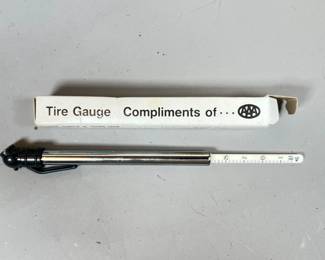 Tire Gauge Compliments of ··· AAA